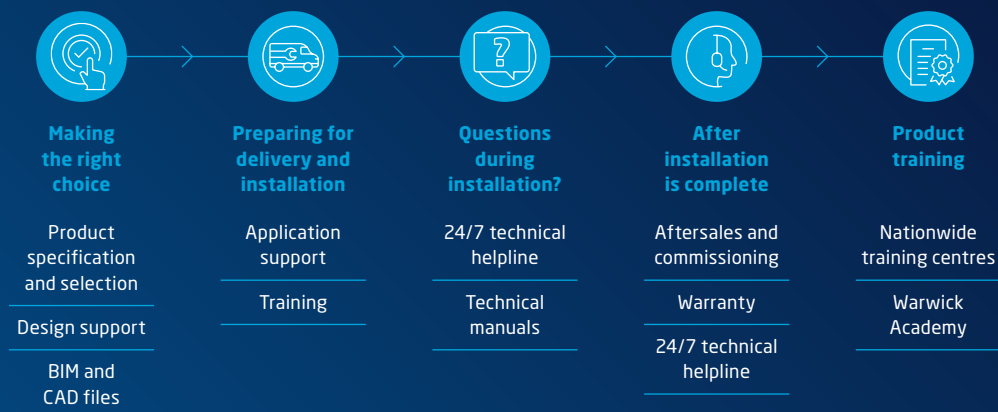 ?
Making
the right
choice
Product
specification
and selection
Design support
BIM and
CAD files
Preparing for
delivery and
installation
Application
support
Training
Questions
during
installation?
24/7 technical
helpline
Technical
manuals
After
installation
is complete
Aftersales and
commissioning
Warranty
24/7 technical
helpline
Product
training
Nationwide
training centres
Warwick
Academy